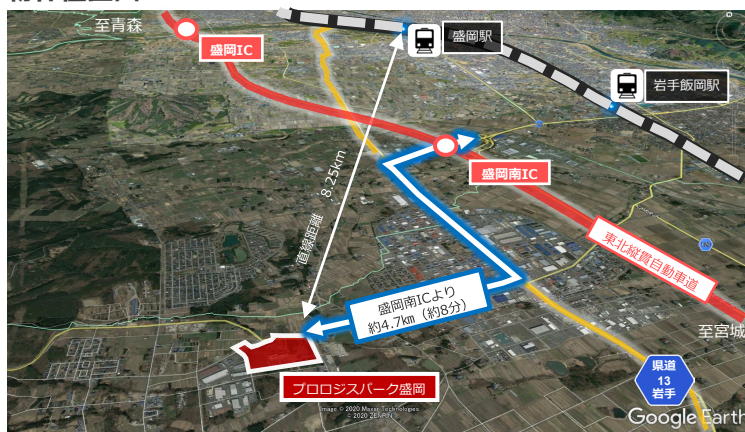 至青森
盛岡IC
盛岡駅
岩手飯岡駅
盛岡南IC
直線距離 8.25km
東北縦貫自動車道
盛岡南ICより
約4.7km（約8分）
至宮城
県道
13
岩手
プロロジスパーク盛岡
Image © 2020 Maxar Technologies
© 2020 ZENRIN
Google Earth